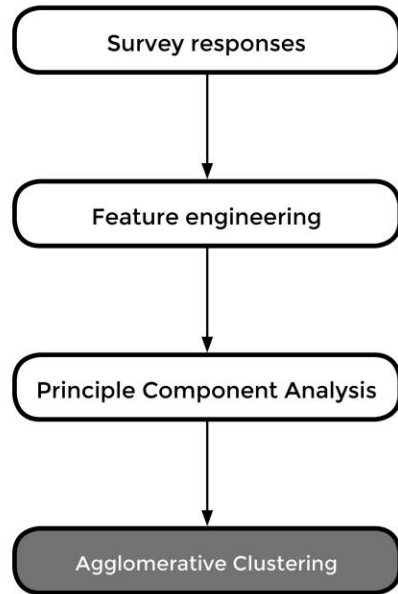 Survey responses
Feature engineering
Principle Component Analysis
Agglomerative Clustering